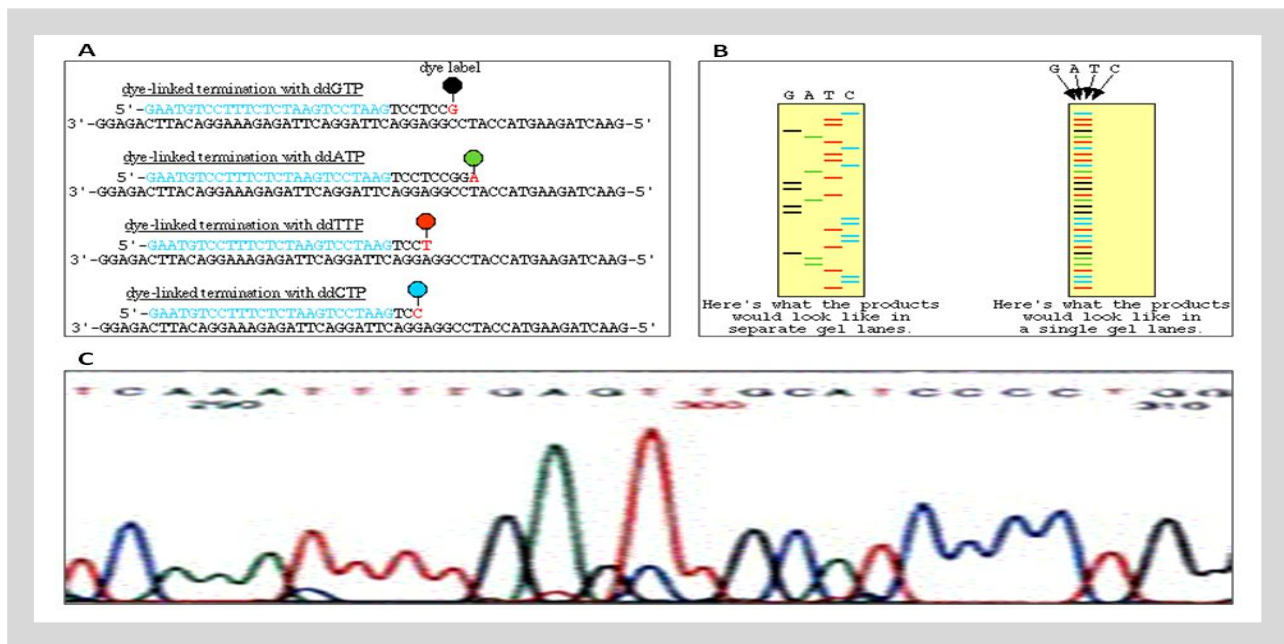 A
dye label
dye-linked termination with ddGTP
5'-GAATGTCCTTTCTCTAAGTCCTAAGTCCTCCG
3'-GGAGACTTACAGGAAAGAGATTCAGGATTCAGGAGGCCTACCATGAAGATCAAG-5'
dye-linked termination with ddATP
5'-GAATGTCCTTTCTCTAAGTCCTAAGTCCTCCGGA
3'-GGAGACTTACAGGAAAGAGATTCAGGATTCAGGAGGCCTACCATGAAGATCAAG-5'
dye-linked termination with ddTTP
5'-GAATGTCCTTTCTCTAAGTCCTAAGTCCT
3'-GGAGACTTACAGGAAAGAGATTCAGGATTCAGGAGGCCTACCATGAAGATCAAG-5'
dye-linked termination with ddCTP
5'-GAATGTCCTTTCTCTAAGTCCTAAGTCC
3'-GGAGACTTACAGGAAAGAGATTCAGGATTCAGGAGGCCTACCATGAAGATCAAG-5'
B
G A T C
Here's what the products
would look like in
separate gel lanes.
G A T C
Here's what the products
would look like in
a single gel lanes.
C
T C A A A T T T T G A G T T G C A T C C C C T G G
290 300 310